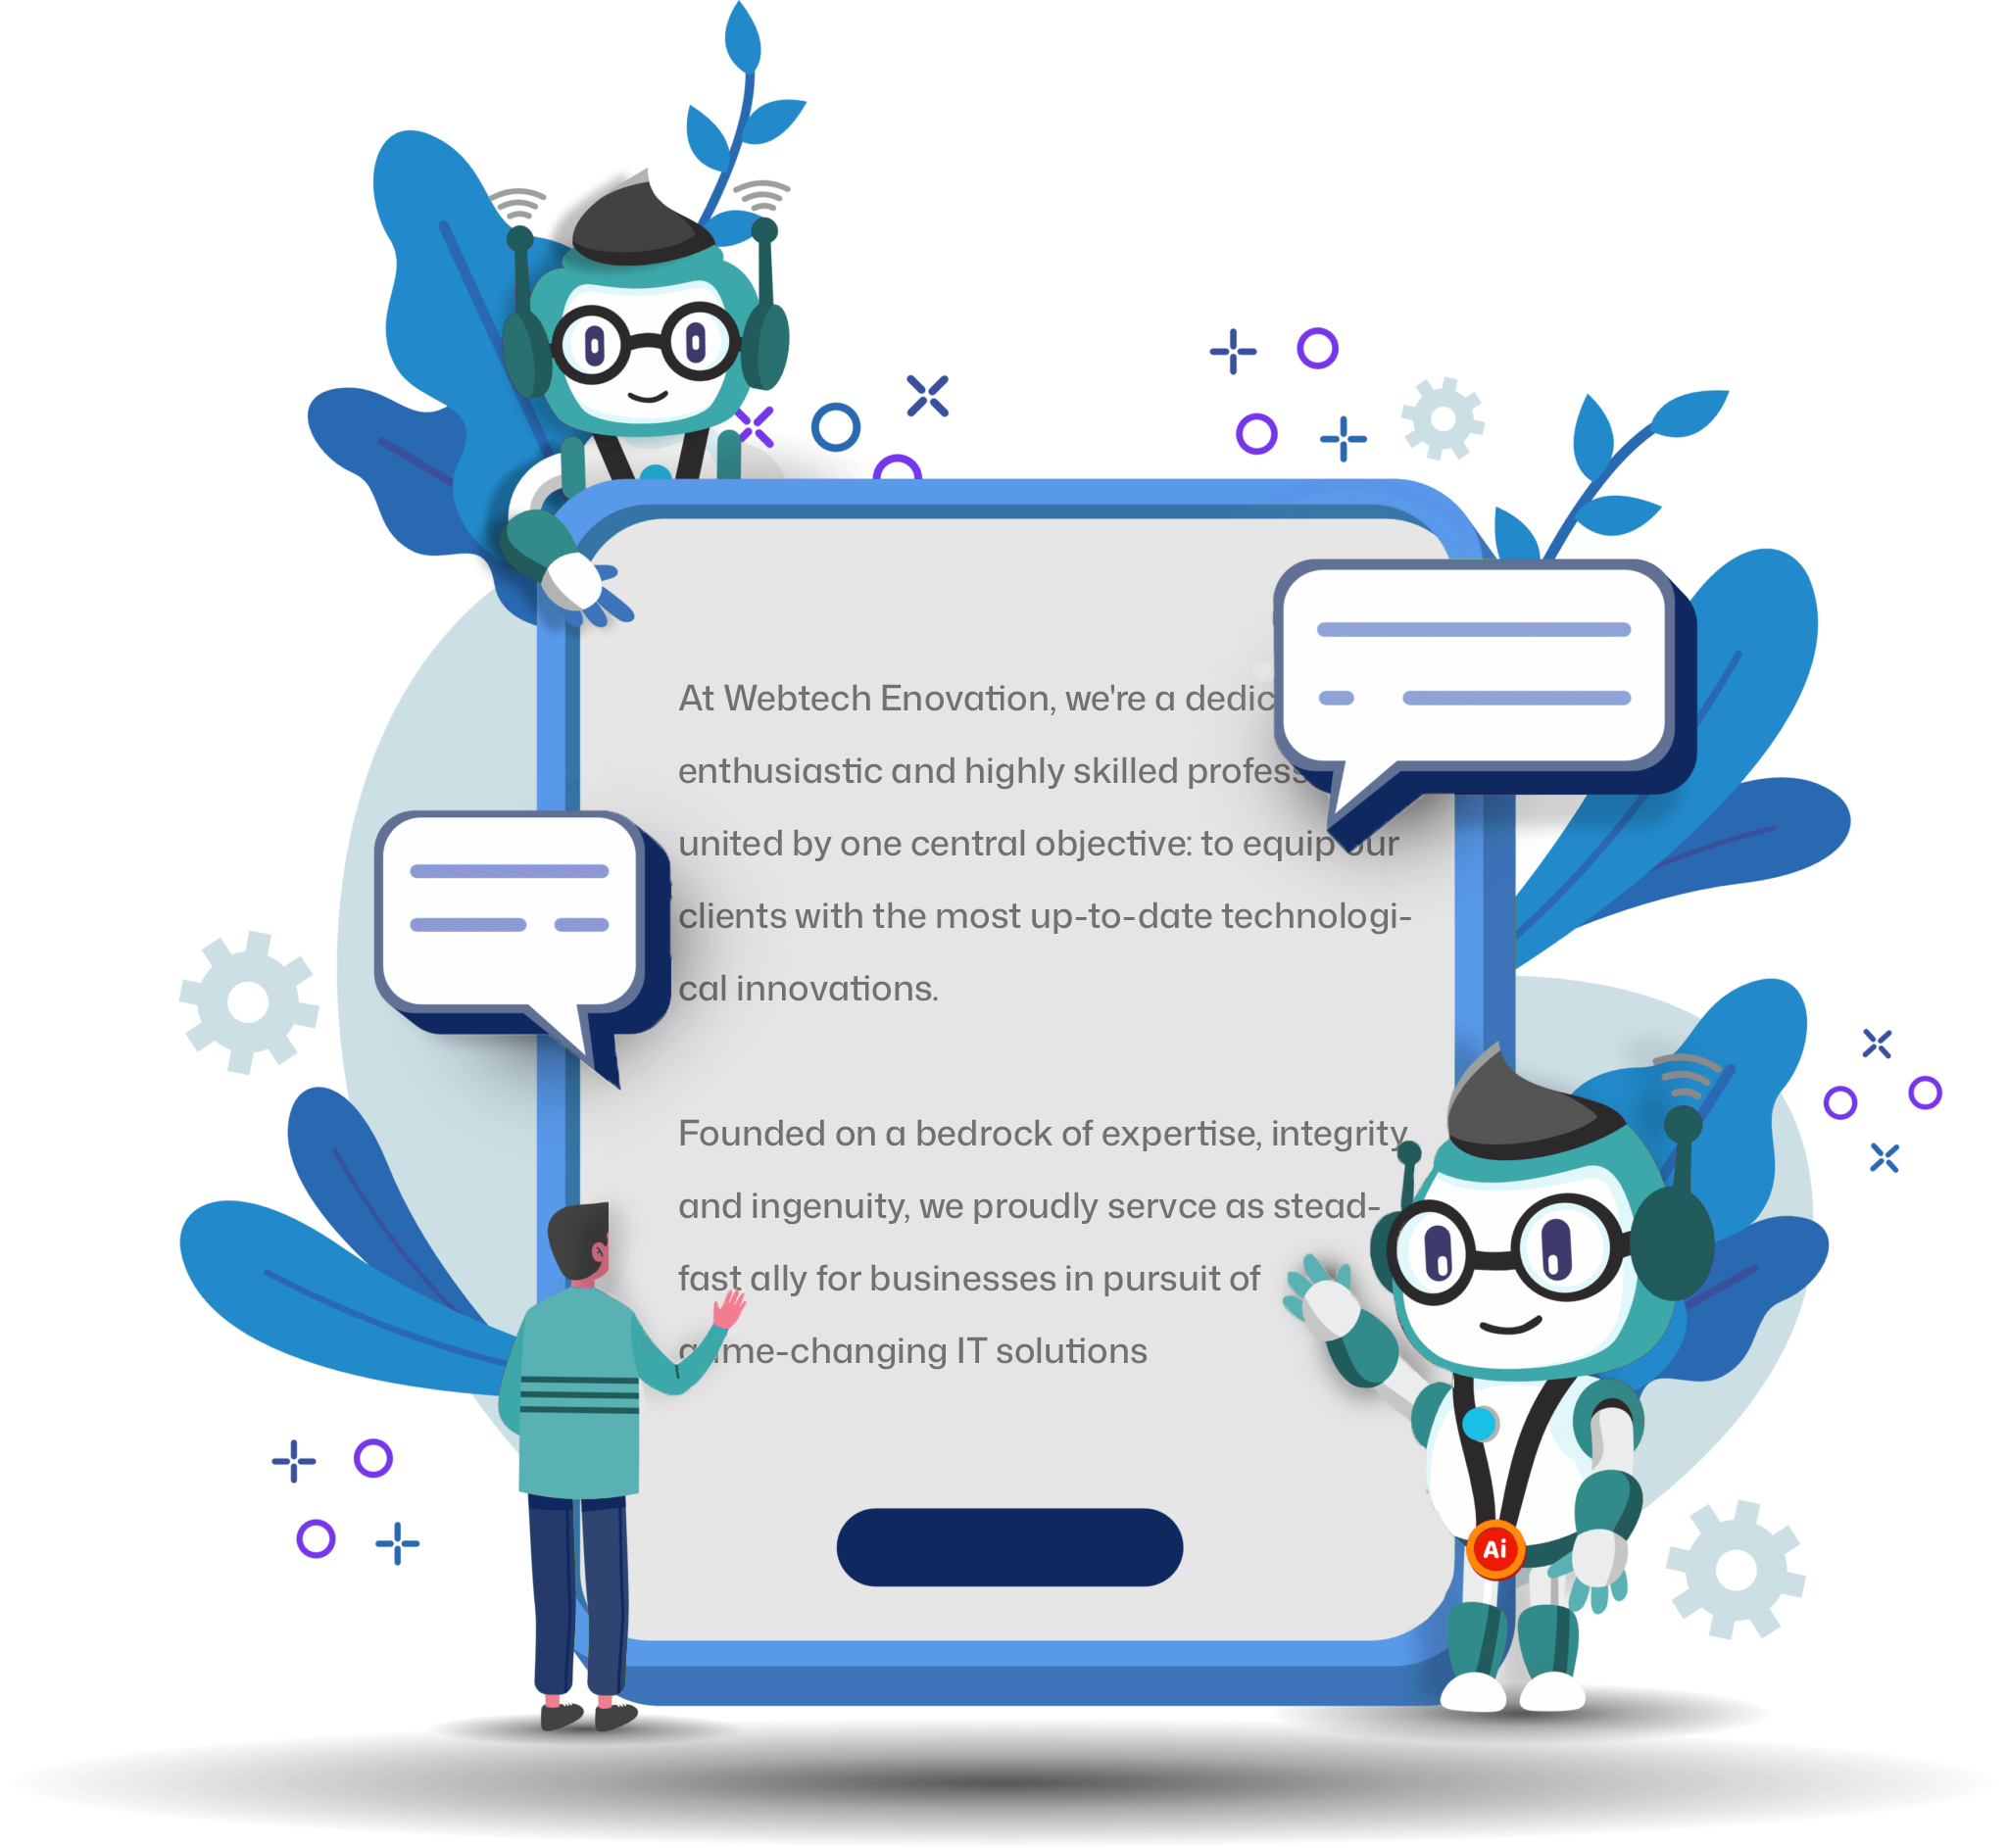 At Webtech Enovation, we're a dedic
enthusiastic and highly skilled profess
united by one central objective: to equip our
clients with the most up-to-date technologi-
cal innovations.
Founded on a bedrock of expertise, integrity
and ingenuity, we proudly servce as stead-
fast ally for businesses in pursuit of
game-changing IT solutions
Ai